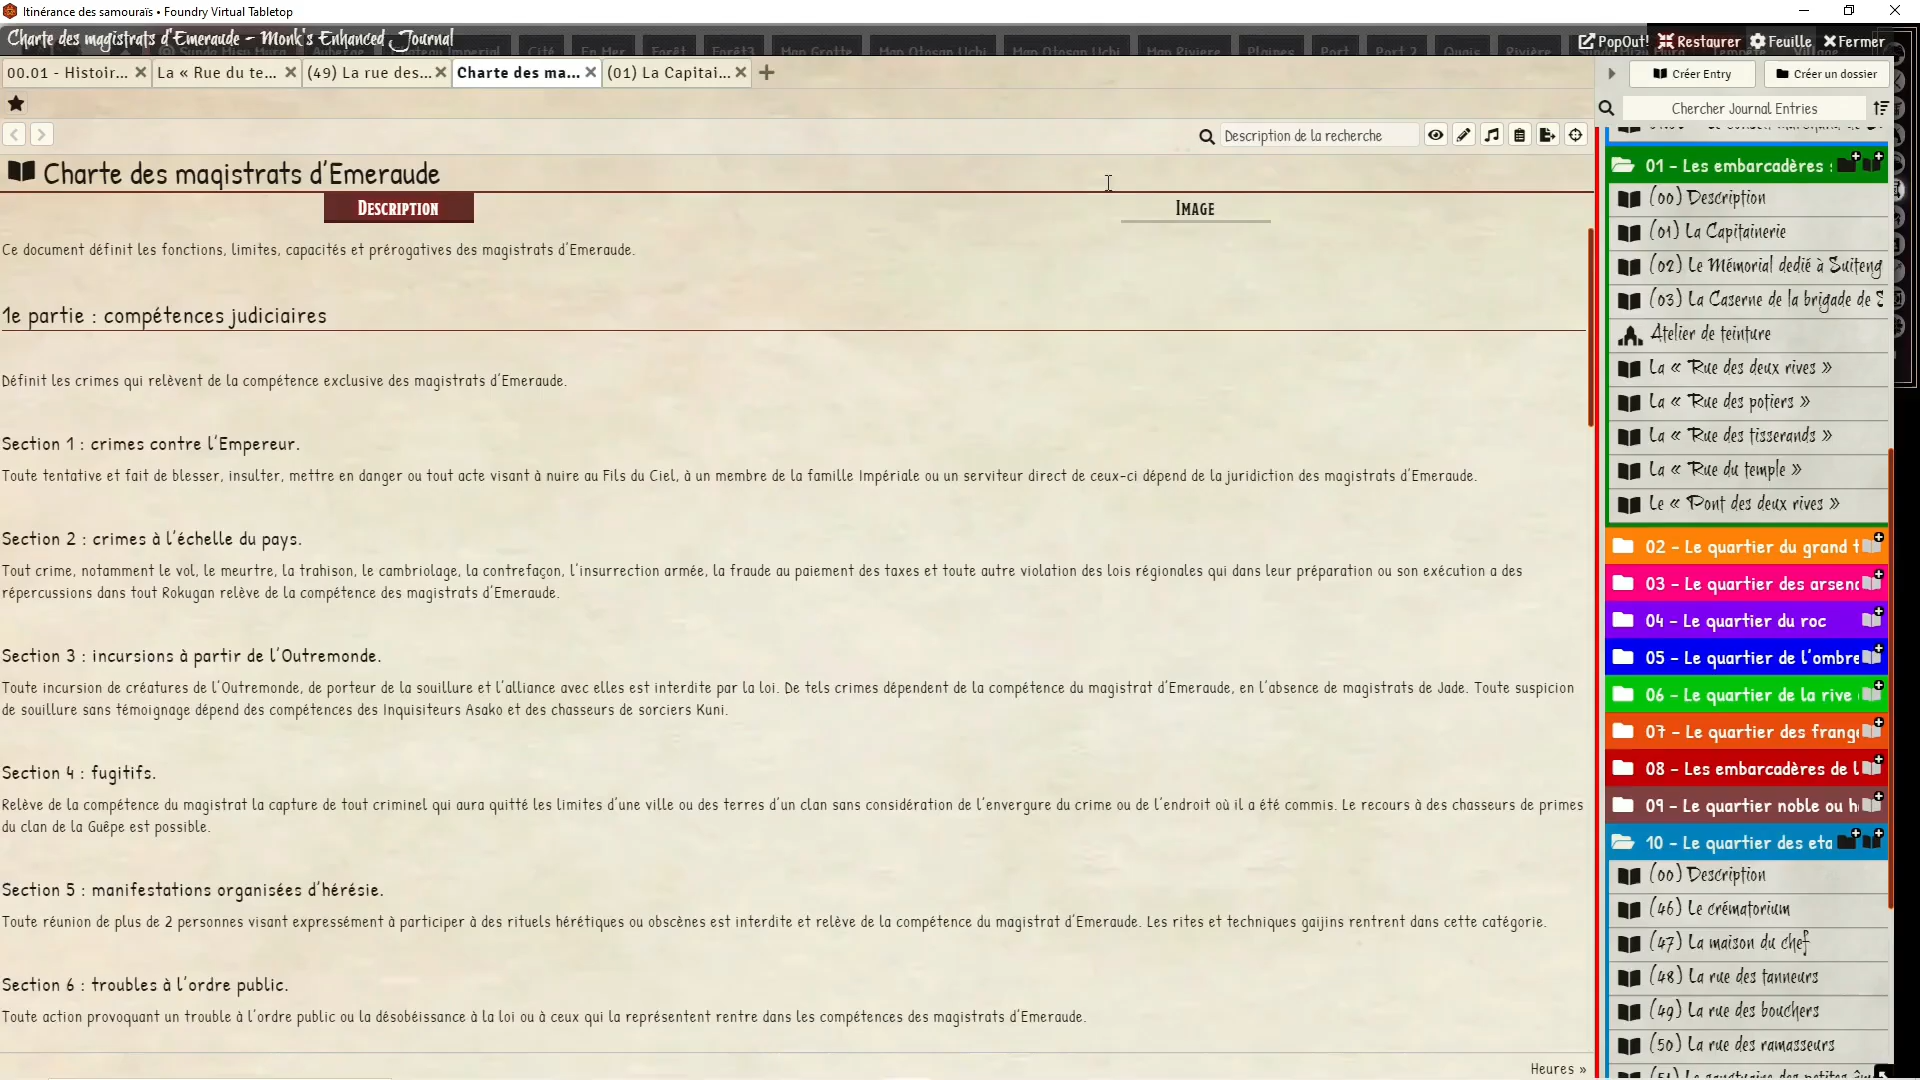 Itinérance des samouraïs • Foundry Virtual Tabletop
Charte des magistrats d'Emeraude - Monk's Enhanced Journal
PopOut! Restaurer Feuille Fermer
00.01 - Histoir... La « Rue du te... (49) La rue des... Charte des ma... (01) La Capitai...
Créer Entry Créer un dossier
Chercher Journal Entries
Description de la recherche
Charte des magistrats d'Emeraude
DESCRIPTION IMAGE
Ce document définit les fonctions, limites, capacités et prérogatives des magistrats d'Emeraude.
1e partie : compétences judiciaires
Définit les crimes qui relèvent de la compétence exclusive des magistrats d'Emeraude.
Section 1 : crimes contre l'Empereur.
Toute tentative et fait de blesser, insulter, mettre en danger ou tout acte visant à nuire au Fils du Ciel, à un membre de la famille Impériale ou un serviteur direct de ceux-ci dépend de la juridiction des magistrats d'Emeraude.
Section 2 : crimes à l'échelle du pays.
Tout crime, notamment le vol, le meurtre, la trahison, le cambriolage, la contrefaçon, l'insurrection armée, la fraude au paiement des taxes et toute autre violation des lois régionales qui dans leur préparation ou son exécution a des
répercussions dans tout Rokugan relève de la compétence des magistrats d'Emeraude.
Section 3 : incursions à partir de l'Outremonde.
Toute incursion de créatures de l'Outremonde, de porteur de la souillure et l'alliance avec elles est interdite par la loi. De tels crimes dépendent de la compétence du magistrat d'Emeraude, en l'absence de magistrats de Jade. Toute suspicion
de souillure sans témoignage dépend des compétences des Inquisiteurs Asako et des chasseurs de sorciers Kuni.
Section 4 : fugitifs.
Relève de la compétence du magistrat la capture de tout criminel qui aura quitté les limites d'une ville ou des terres d'un clan sans considération de l'envergure du crime ou de l'endroit où il a été commis. Le recours à des chasseurs de primes
du clan de la Guêpe est possible.
Section 5 : manifestations organisées d'hérésie.
Toute réunion de plus de 2 personnes visant expressément à participer à des rituels hérétiques ou obscènes est interdite et relève de la compétence du magistrat d'Emeraude. Les rites et techniques gaijins rentrent dans cette catégorie.
Section 6 : troubles à l'ordre public.
Toute action provoquant un trouble à l'ordre public ou la désobéissance à la loi ou à ceux qui la représentent rentre dans les compétences des magistrats d'Emeraude.
Heures »
01 - Les embarcadères
(00) Description
(01) La Capitainerie
(02) Le Mémorial dedié à Suiteng
(03) La Caserne de la brigade de
Atelier de teinture
La « Rue des deux rives »
La « Rue des potiers »
La « Rue des tisserands »
La « Rue du temple »
Le « Pont des deux rives »
02 - Le quartier du grand t
03 - Le quartier des arsen
04 - Le quartier du roc
05 - Le quartier de l'ombre
06 - Le quartier de la rive
07 - Le quartier des frang
08 - Les embarcadères de l
09 - Le quartier noble ou h
10 - Le quartier des eta
(00) Description
(46) Le crématorium
(47) La maison du chef
(48) La rue des tanneurs
(49) La rue des bouchers
(50) La rue des ramasseurs